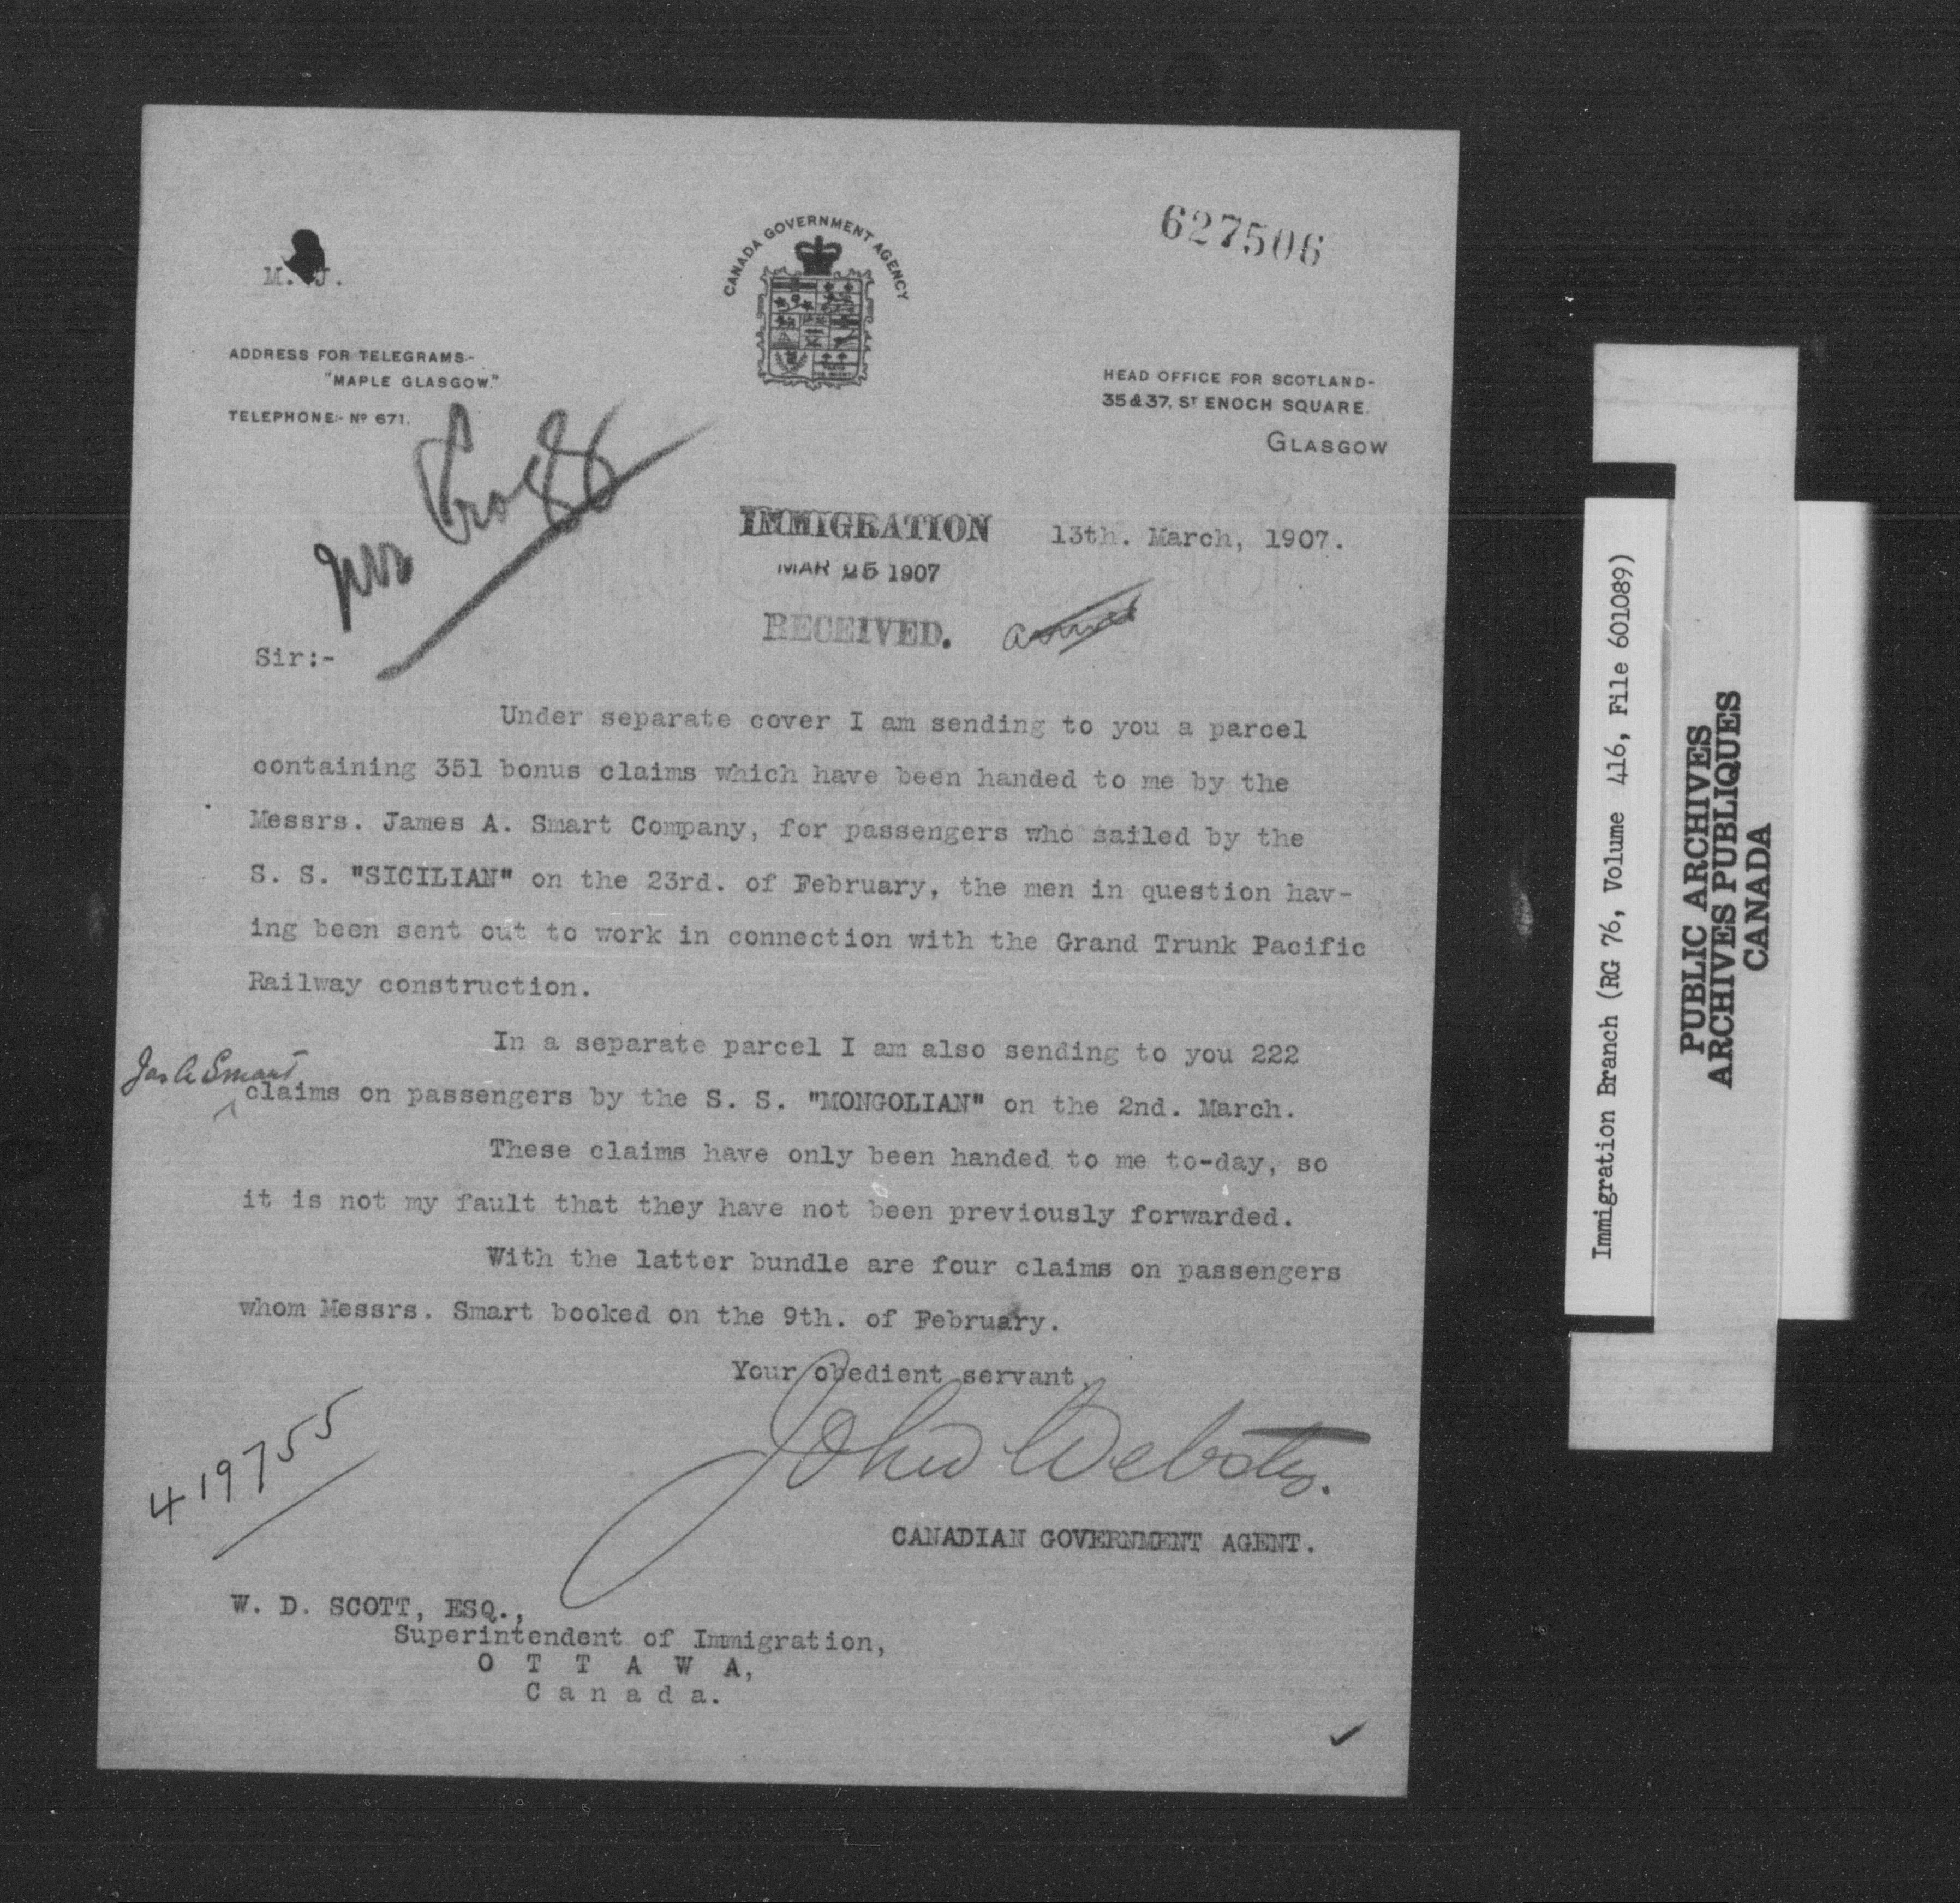 627506
M. J.
CANADA GOVERNMENT AGENCY
ADDRESS FOR TELEGRAMS:-
"MAPLE GLASGOW."
TELEPHONE:- Nº 671.
HEAD OFFICE FOR SCOTLAND-
35 & 37, ST ENOCH SQUARE.
GLASGOW
IMMIGRATION
13th. March, 1907.
MAR 25 1907
RECEIVED.
Sir:-
Under separate cover I am sending to you a parcel
containing 351 bonus claims which have been handed to me by the
Messrs. James A. Smart Company, for passengers who sailed by the
S. S. "SICILIAN" on the 23rd. of February, the men in question hav-
ing been sent out to work in connection with the Grand Trunk Pacific
Railway construction.
In a separate parcel I am also sending to you 222
Jas A Smart
claims on passengers by the S. S. "MONGOLIAN" on the 2nd. March.
These claims have only been handed to me to-day, so
it is not my fault that they have not been previously forwarded.
With the latter bundle are four claims on passengers
whom Messrs. Smart booked on the 9th. of February.
Your obedient servant,
John Webster.
419755
CANADIAN GOVERNMENT AGENT.
W. D. SCOTT, ESQ.,
Superintendent of Immigration,
O T T A W A,
C a n a d a.
Immigration Branch (RG 76, Volume 416, File 601089)
PUBLIC ARCHIVES
ARCHIVES PUBLIQUES
CANADA